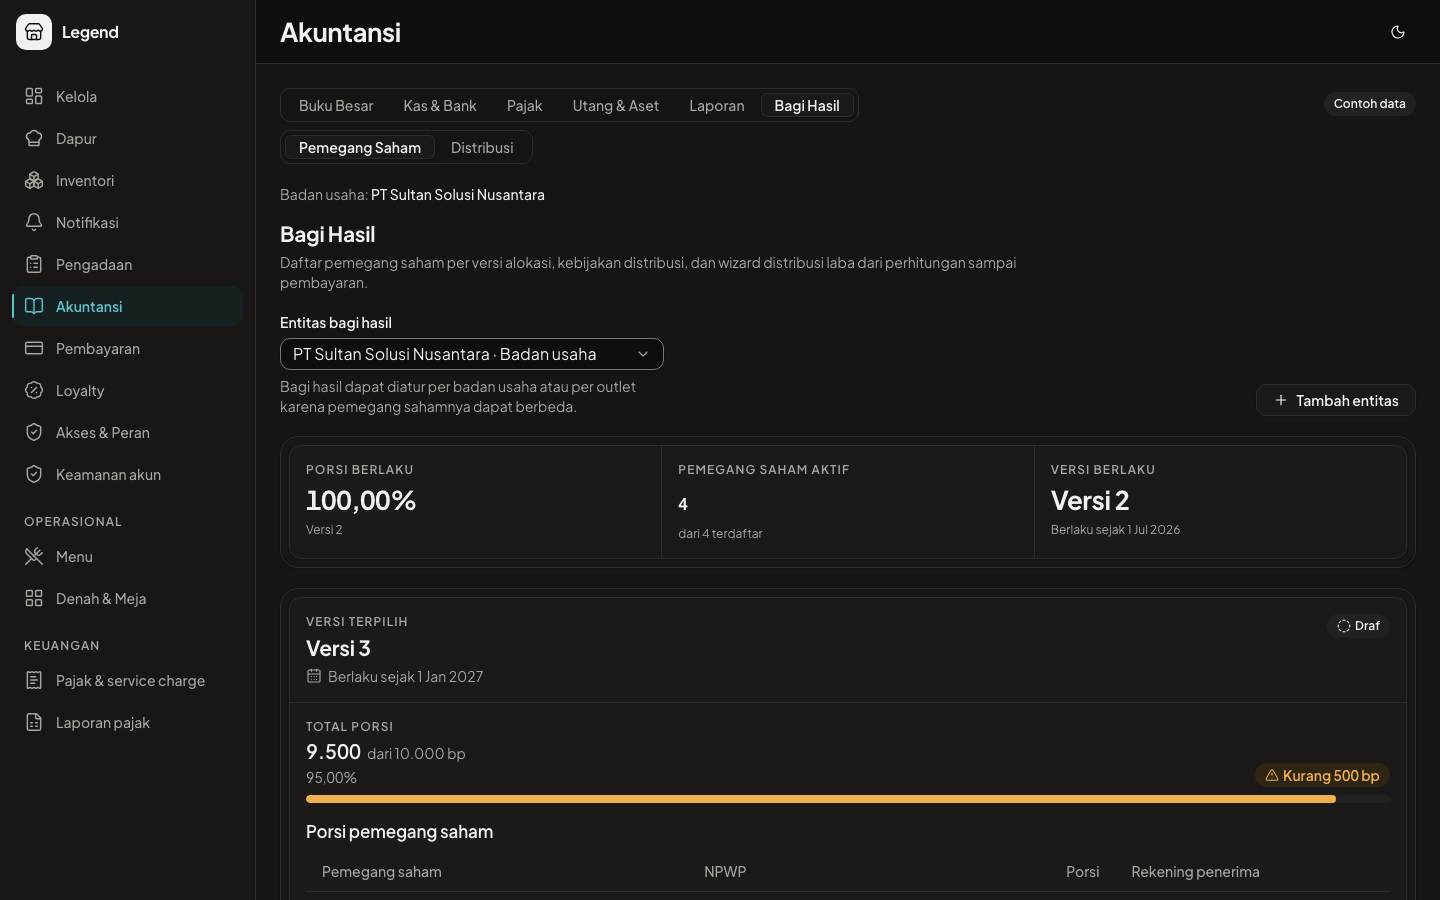 Legend
Akuntansi
Kelola
Dapur
Inventori
Notifikasi
Pengadaan
Akuntansi
Pembayaran
Loyalty
Akses & Peran
Keamanan akun
OPERASIONAL
Menu
Denah & Meja
KEUANGAN
Pajak & service charge
Laporan pajak
Buku Besar Kas & Bank Pajak Utang & Aset Laporan Bagi Hasil
Contoh data
Pemegang Saham Distribusi
Badan usaha: PT Sultan Solusi Nusantara
Bagi Hasil
Daftar pemegang saham per versi alokasi, kebijakan distribusi, dan wizard distribusi laba dari perhitungan sampai
pembayaran.
Entitas bagi hasil
PT Sultan Solusi Nusantara · Badan usaha
Bagi hasil dapat diatur per badan usaha atau per outlet
karena pemegang sahamnya dapat berbeda.
Tambah entitas
PORSI BERLAKU
100,00%
Versi 2
PEMEGANG SAHAM AKTIF
4
dari 4 terdaftar
VERSI BERLAKU
Versi 2
Berlaku sejak 1 Jul 2026
VERSI TERPILIH
Versi 3
Berlaku sejak 1 Jan 2027
Draf
TOTAL PORSI
9.500 dari 10.000 bp
95,00%
Kurang 500 bp
Porsi pemegang saham
Pemegang saham NPWP Porsi Rekening penerima